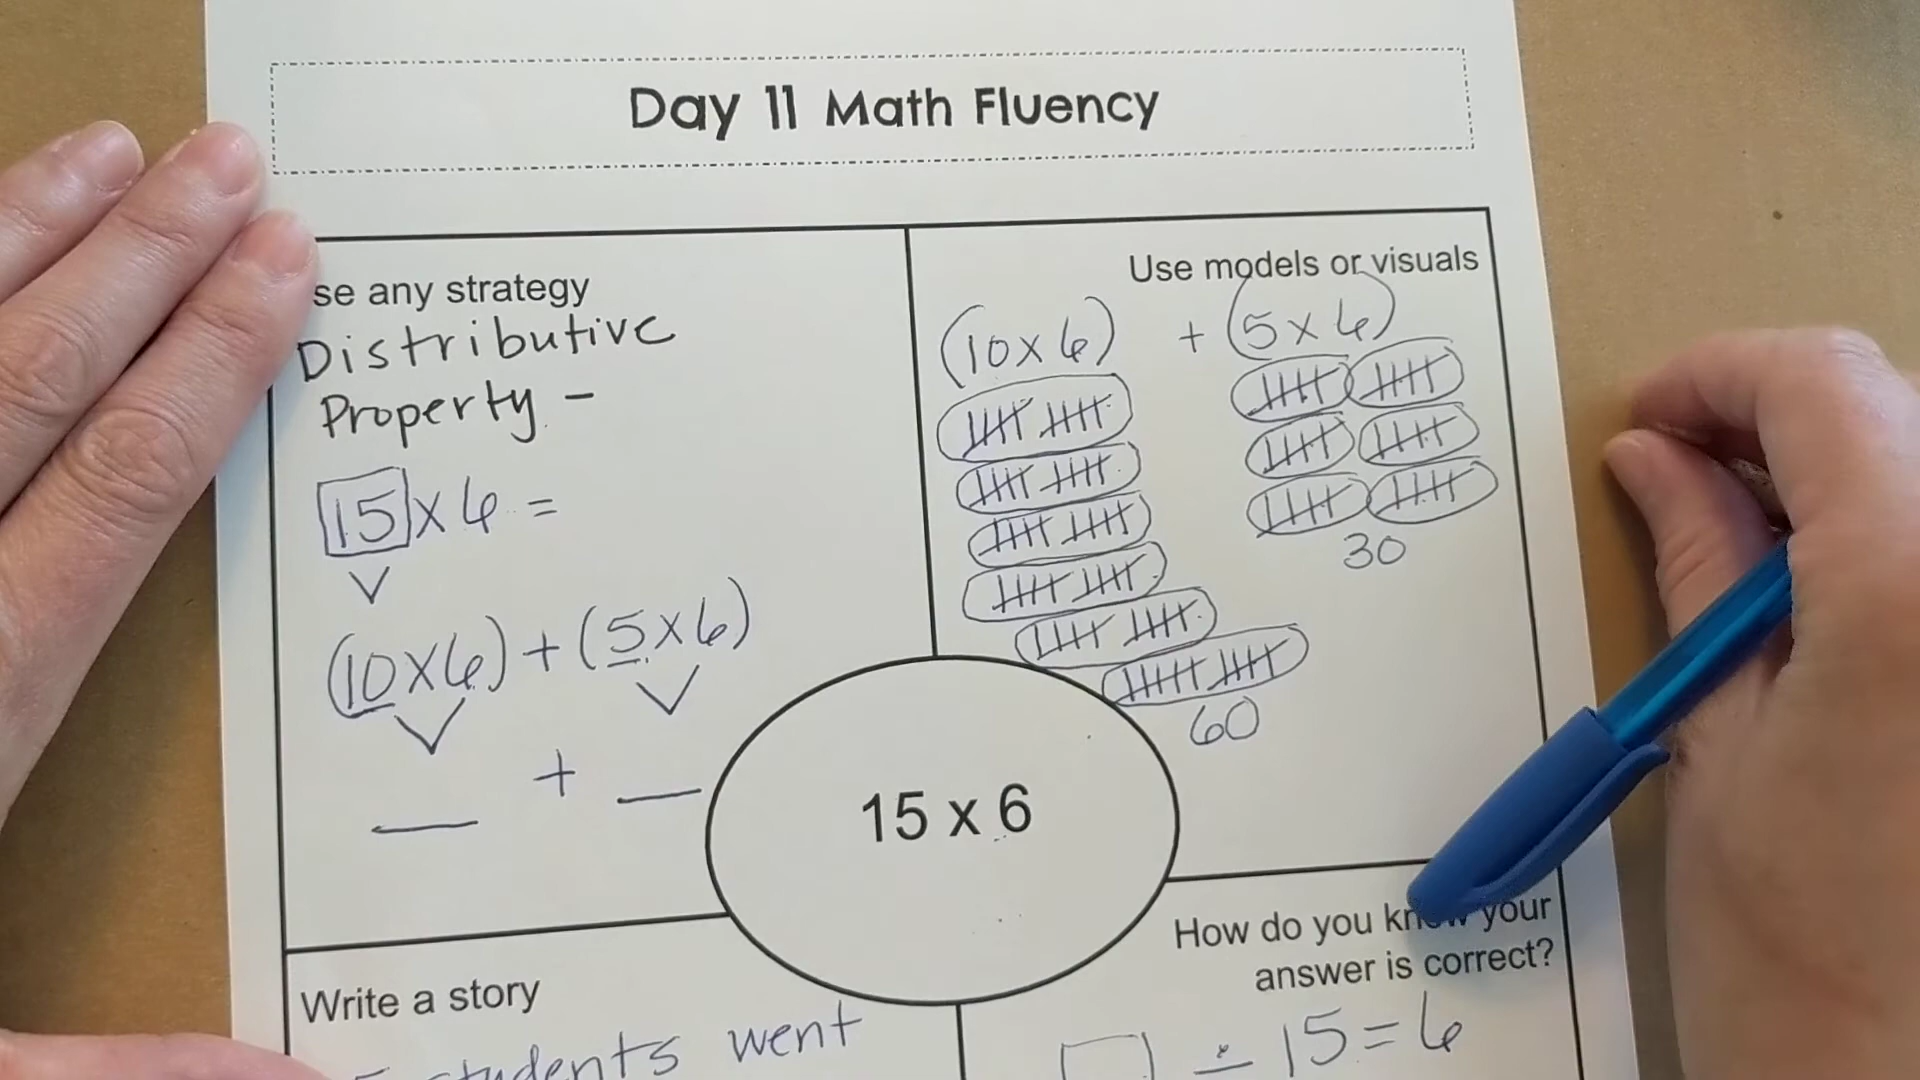 Day 11 Math Fluency
se any strategy
Distributive
Property -
15 x 6 =
(10 x 6) + (5 x 6)
+
Use models or visuals
(10 x 6) + (5 x 6)
30
60
15 x 6
Write a story
students went
How do you know your
answer is correct?
÷ 15 = 6